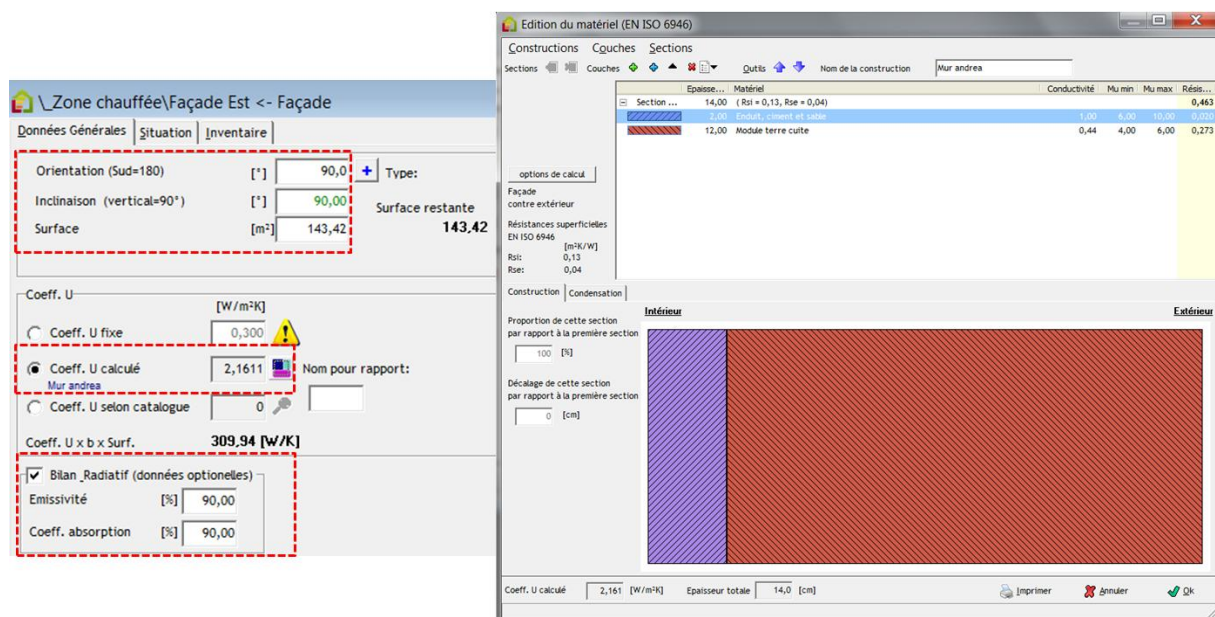 \_Zone chauffée\Façade Est <- Façade
Données Générales Situation Inventaire
Orientation (Sud=180) [°] 90,0 + Type:
Inclinaison (vertical=90°) [°] 90,00
Surface restante
Surface [m²] 143,42 143,42
Coeff. U
[W/m²K]
Coeff. U fixe 0,300
Coeff. U calculé 2,1611 Nom pour rapport:
Mur andrea
Coeff. U selon catalogue 0
Coeff. U x b x Surf. 309,94 [W/K]
Bilan _Radiatif (données optionelles)
Emissivité [%] 90,00
Coeff. absorption [%] 90,00
Edition du matériel (EN ISO 6946)
Constructions Couches Sections
Sections Couches Outils Nom de la construction Mur andrea
Epaisse... Matériel Conductivité Mu min Mu max Résis...
Section ... 14,00 ( Rsi = 0,13, Rse = 0,04) 0,463
2,00 Enduit, ciment et sable 1,00 6,00 10,00 0,020
12,00 Module terre cuite 0,44 4,00 6,00 0,273
options de calcul
Façade
contre extérieur
Résistances superficielles
EN ISO 6946
[m²K/W]
Rsi: 0,13
Rse: 0,04
Construction Condensation
Proportion de cette section
par rapport à la première section
100 [%]
Décalage de cette section
par rapport à la première section
0 [cm]
Intérieur Extérieur
Coeff. U calculé 2,161 [W/m²K] Epaisseur totale 14,0 [cm] Imprimer Annuler Ok